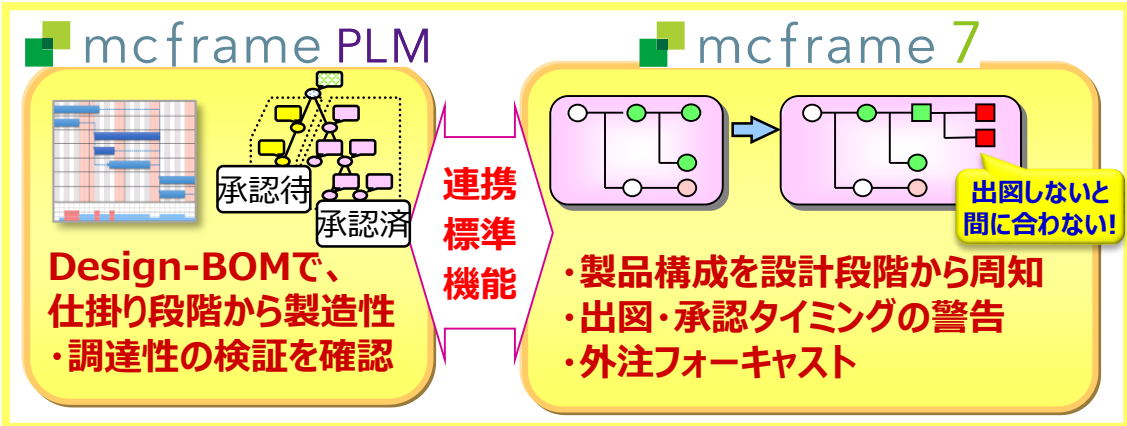 mcframe PLM
承認待
承認済
Design-BOMで、
仕掛り段階から製造性
・調達性の検証を確認
連携
標準
機能
mcframe 7
出図しないと
間に合わない!
・製品構成を設計段階から周知
・出図・承認タイミングの警告
・外注フォーキャスト